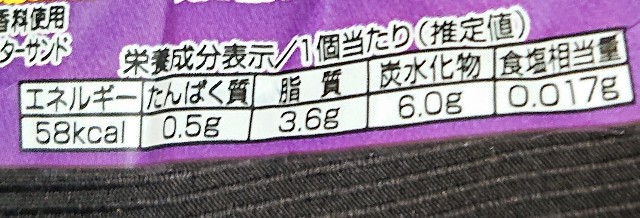 香料使用
ターサンド
栄養成分表示/1個当たり(推定値)
エネルギー たんぱく質 脂質 炭水化物 食塩相当量
58kcal 0.5g 3.6g 6.0g 0.017g